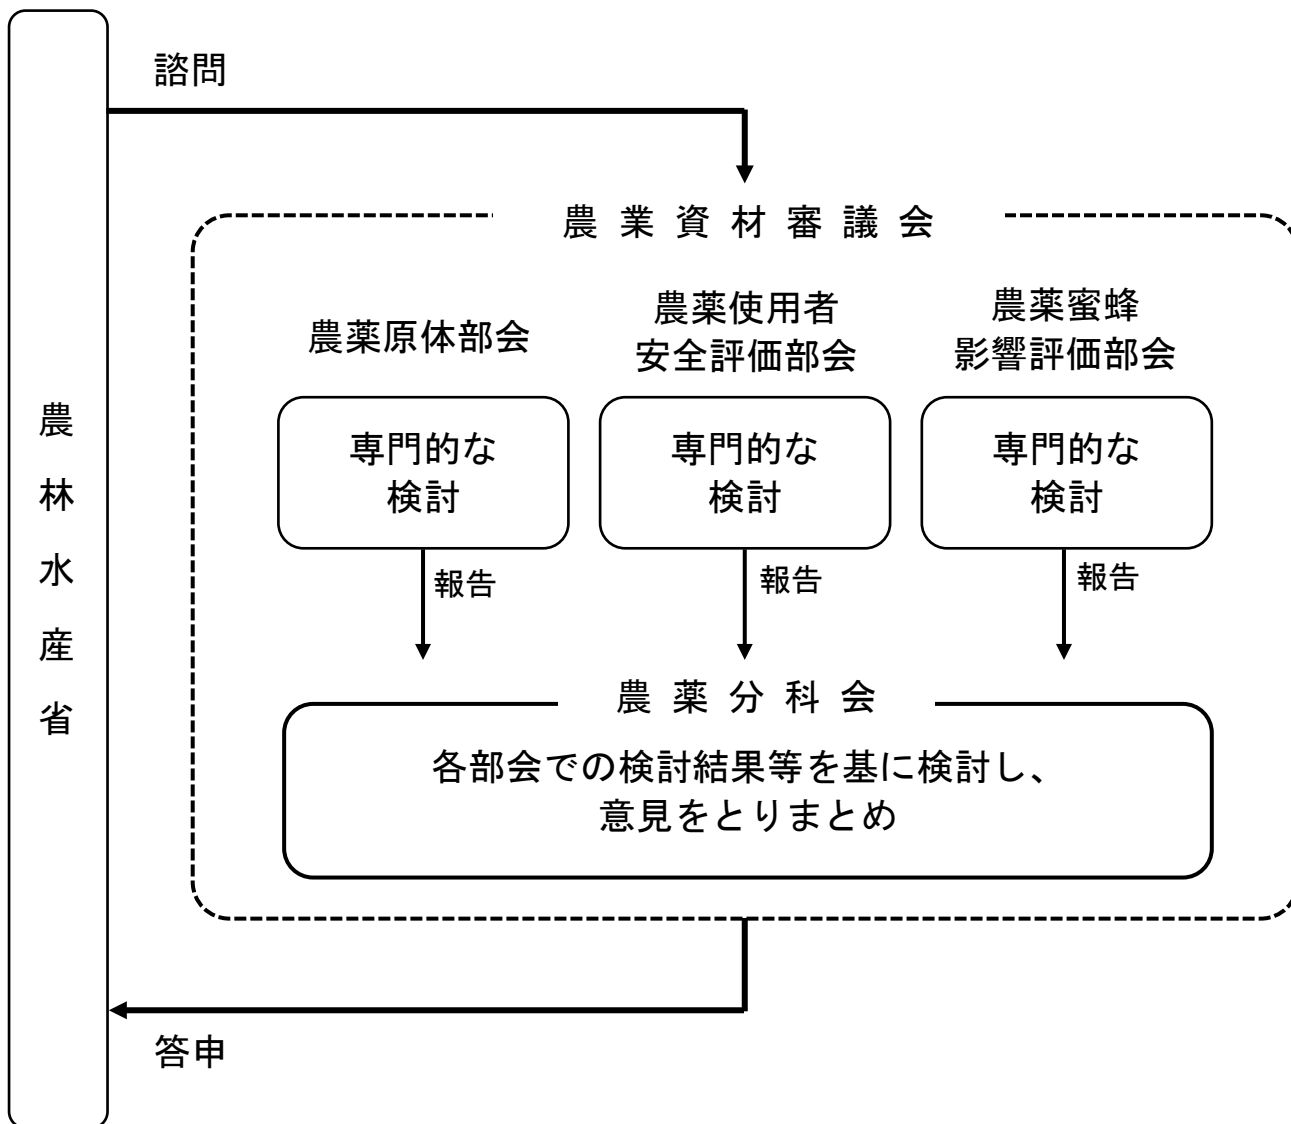 農林水産省
諮問
農業資材審議会
農薬原体部会
農薬使用者
安全評価部会
農薬蜜蜂
影響評価部会
専門的な
検討
専門的な
検討
専門的な
検討
報告
報告
報告
農薬分科会
各部会での検討結果等を基に検討し、
意見をとりまとめ
答申